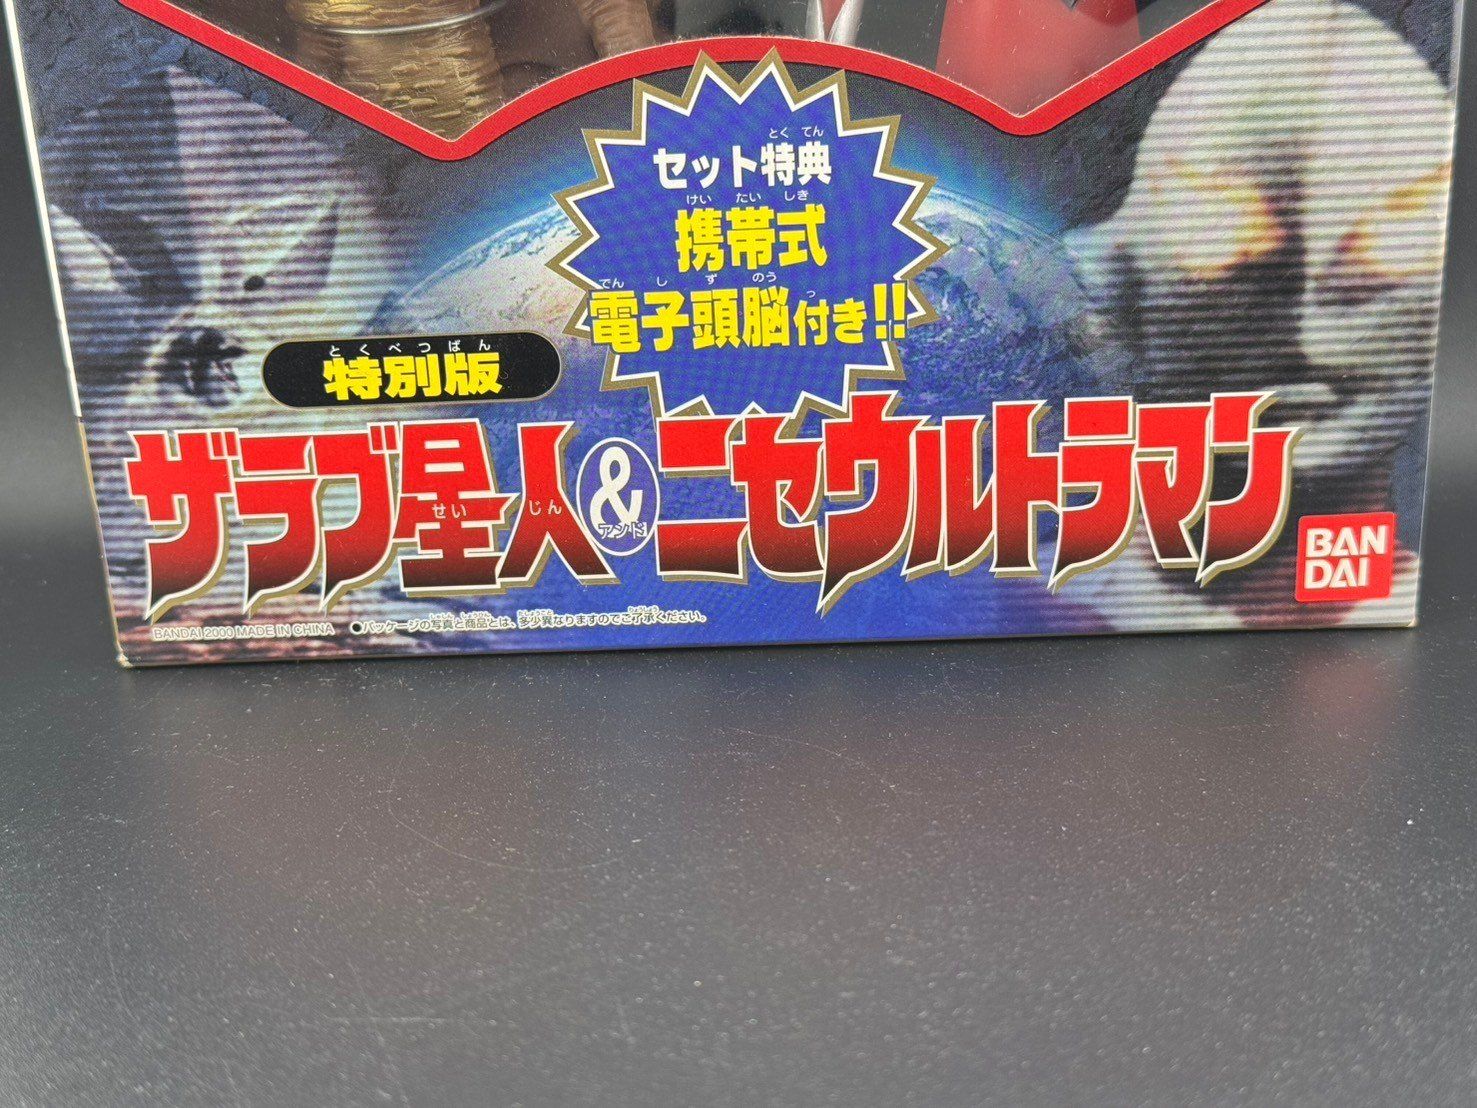 とく てん
セット特典
けい たい しき
携帯式
でん し ず のう っ
電子頭脳付き!!
とくべつばん
特別版
ザラブ星人&ニセウルトラマン
せい じん アンド
BAN
DAI
BANDAI 2000 MADE IN CHINA
●パッケージの写真と商品とは、多少異なりますのでご了承ください。